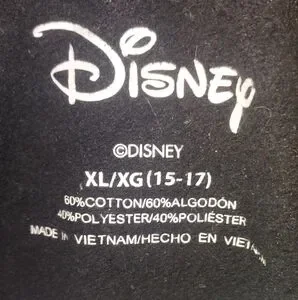 Disney
©DISNEY
XL/XG (15-17)
60%COTTON/60%ALGODÓN
40%POLYESTER/40%POLIÉSTER
MADE IN VIETNAM/HECHO EN VIETNAM